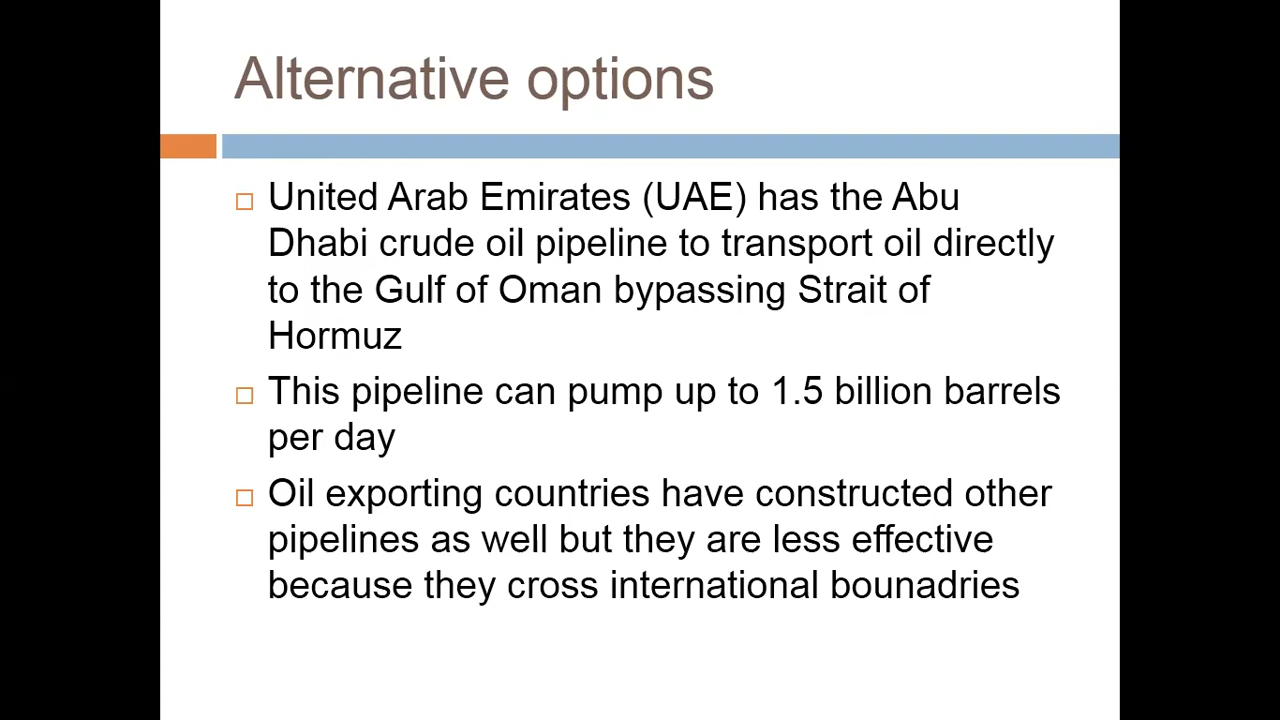 Alternative options
United Arab Emirates (UAE) has the Abu
Dhabi crude oil pipeline to transport oil directly
to the Gulf of Oman bypassing Strait of
Hormuz
This pipeline can pump up to 1.5 billion barrels
per day
Oil exporting countries have constructed other
pipelines as well but they are less effective
because they cross international bounadries